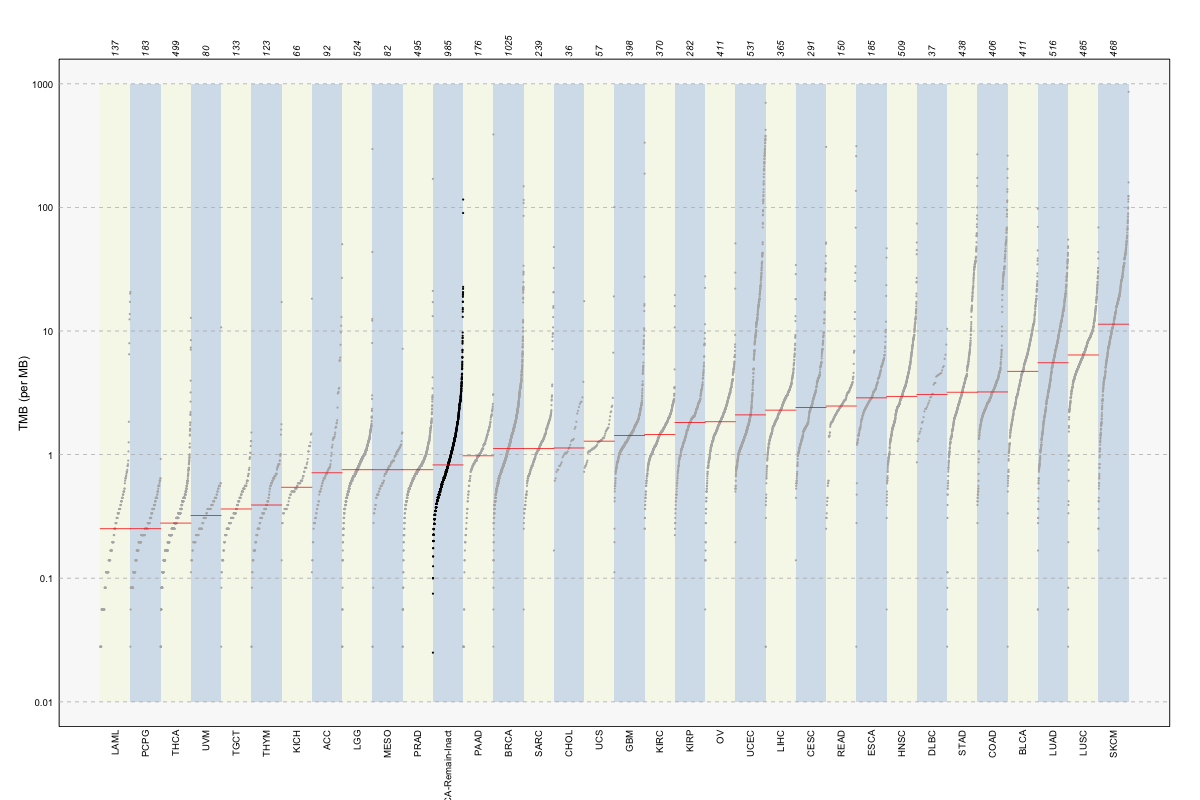 137 183 499 80 133 123 66 92 524 82 495 985 176 1025 239 36 57 398 370 282 411 531 365 291 150 185 509 37 438 406 411 516 485 468
1000
100
10
1
0.1
0.01
TMB (per MB)
LAML PCPG THCA UVM TGCT THYM KICH ACC LGG MESO PRAD CA-Remain-Inact PAAD BRCA SARC CHOL UCS GBM KIRC KIRP OV UCEC LIHC CESC READ ESCA HNSC DLBC STAD COAD BLCA LUAD LUSC SKCM